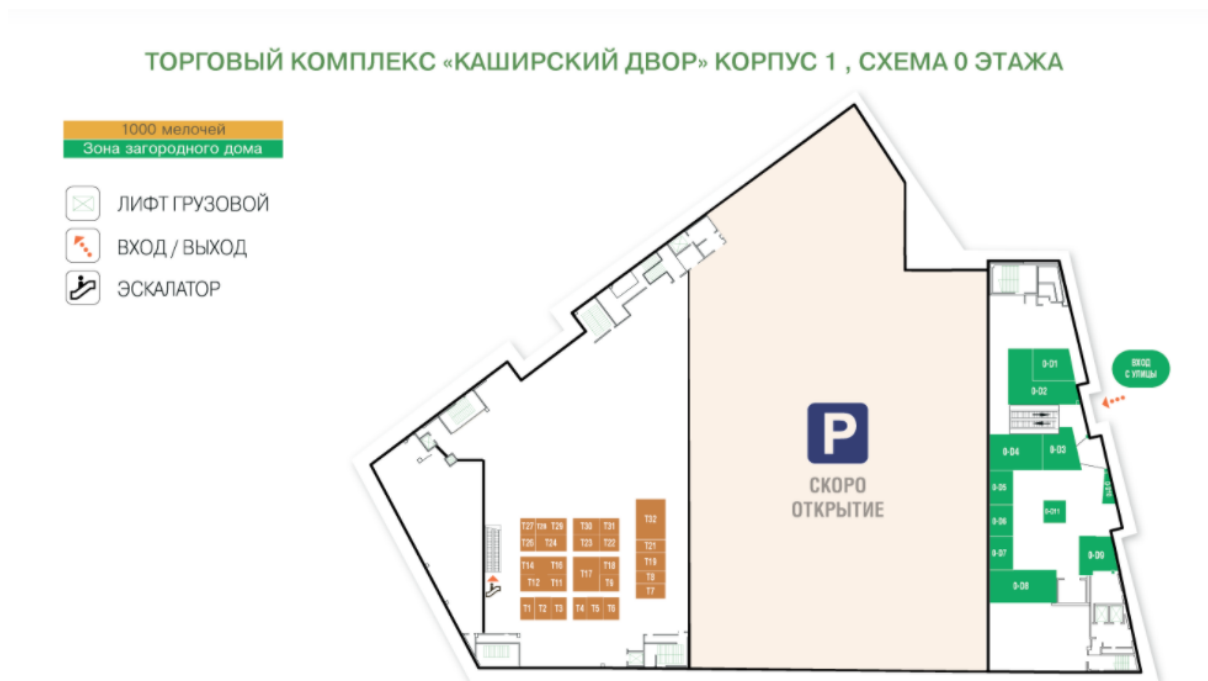 ТОРГОВЫЙ КОМПЛЕКС «КАШИРСКИЙ ДВОР» КОРПУС 1 , СХЕМА 0 ЭТАЖА
1000 мелочей
Зона загородного дома
ЛИФТ ГРУЗОВОЙ
ВХОД / ВЫХОД
ЭСКАЛАТОР
0-D1
ВХОД
С УЛИЦЫ
0-D2
P
СКОРО
ОТКРЫТИЕ
0-D4
0-D3
0-D5
0-D6
0-D11
0-D7
0-D9
0-D8
T27 T28 T29 T30 T31 T32
T25 T24 T23 T22 T21
T14 T16 T17 T18 T19
T12 T11 T9 T8
T7
T1 T2 T3 T4 T5 T6